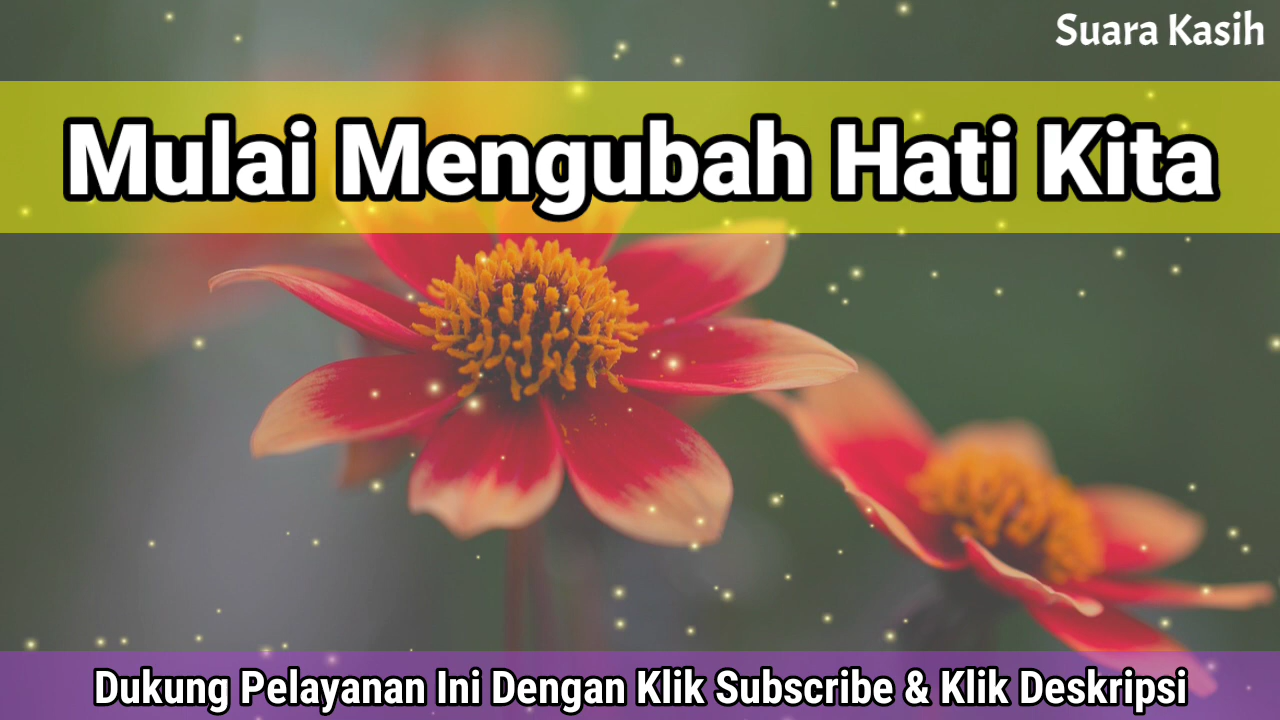 Suara Kasih
Mulai Mengubah Hati Kita
Dukung Pelayanan Ini Dengan Klik Subscribe & Klik Deskripsi